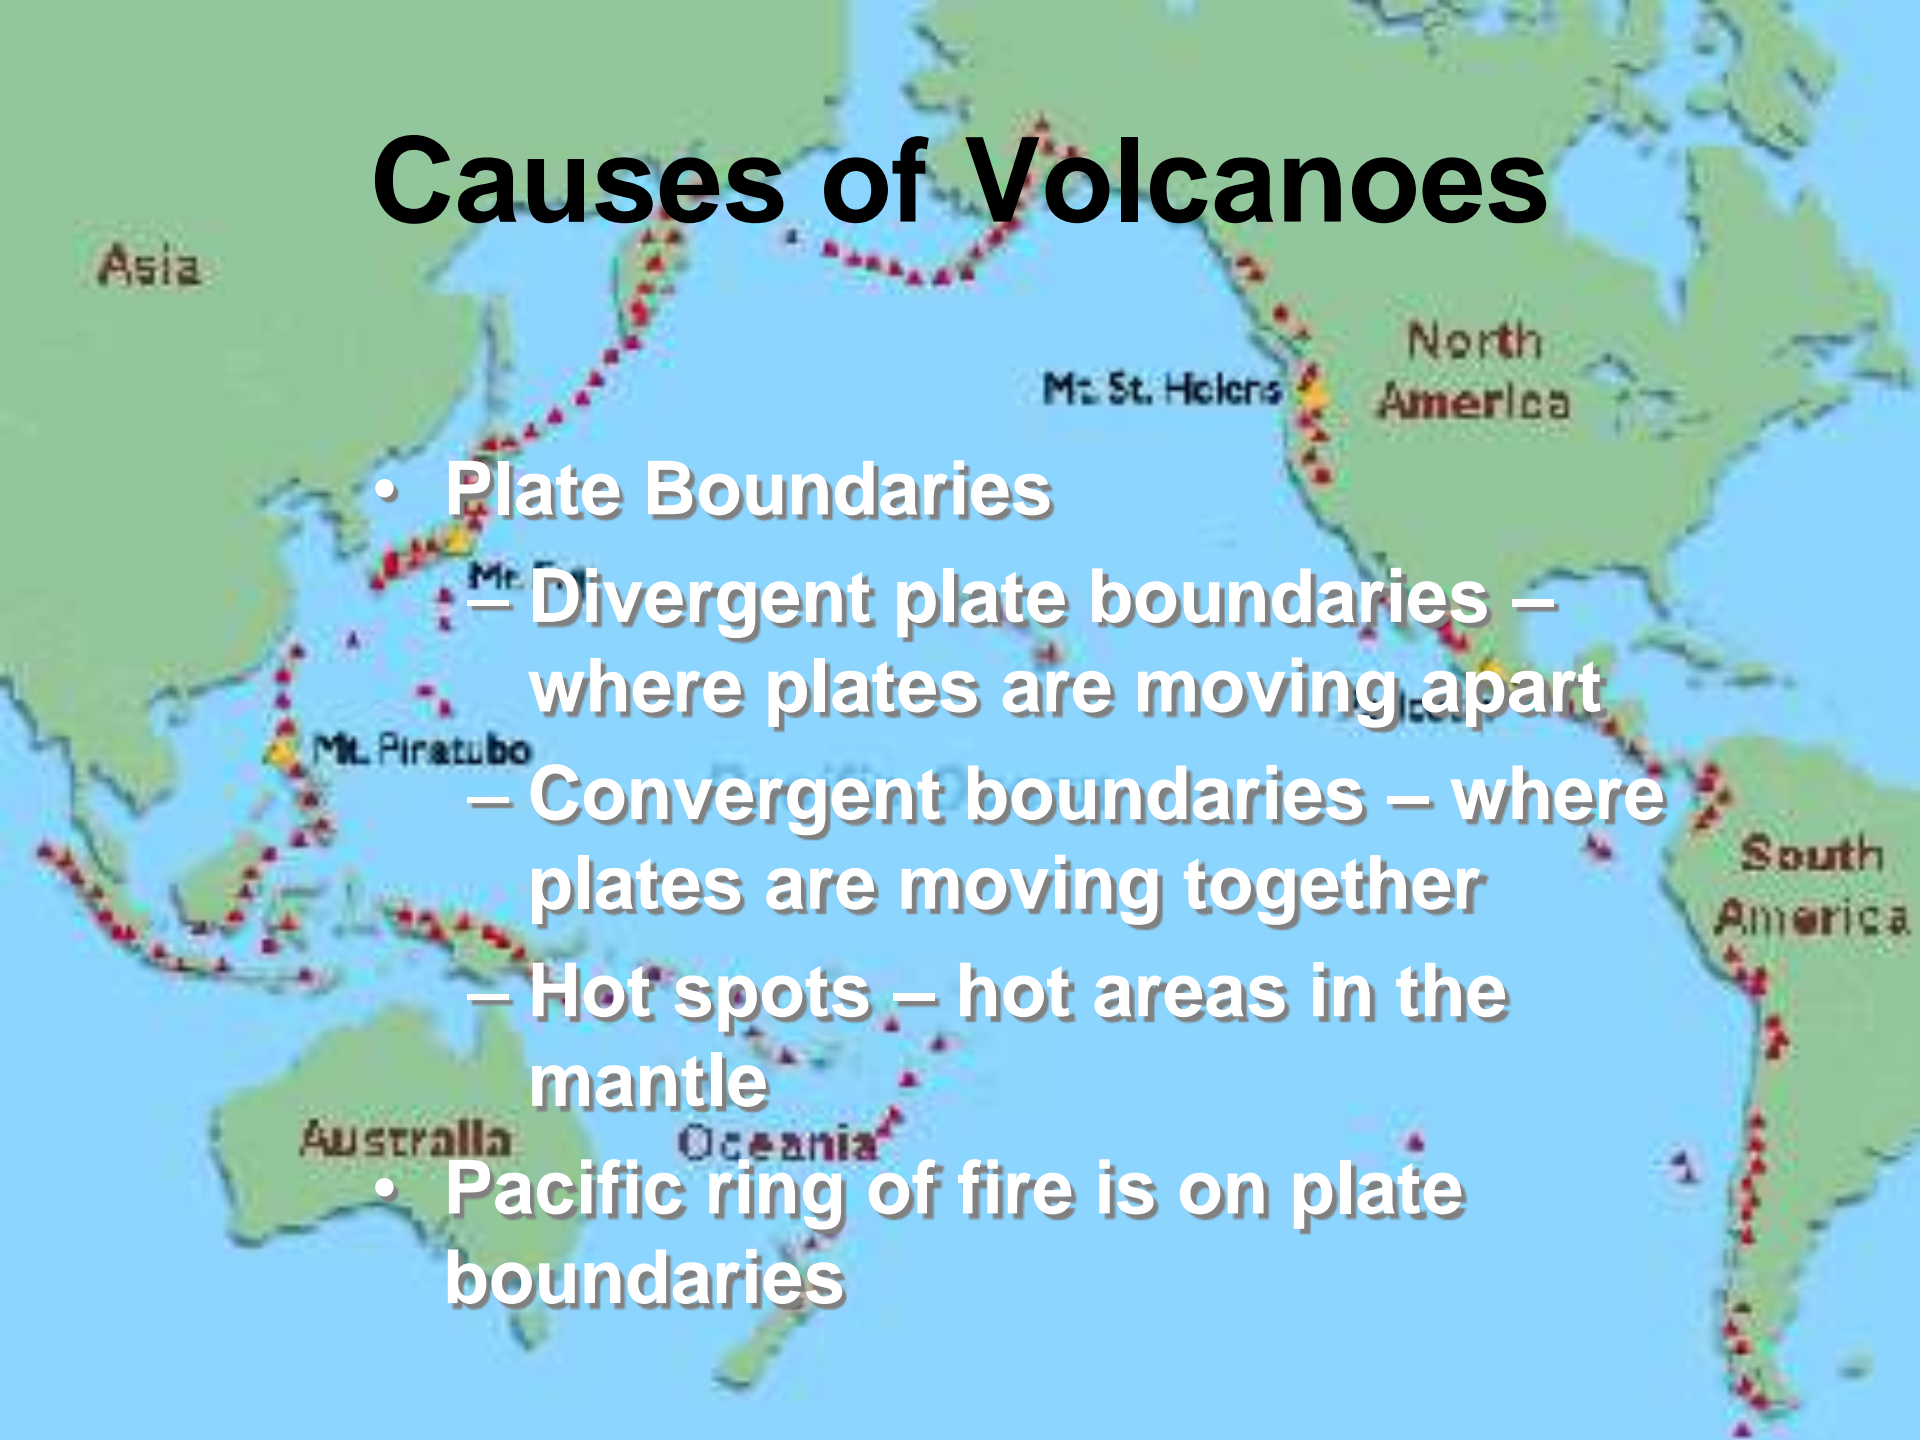 Causes of Volcanoes
Asia
North
America
Mt. St. Helens
• Plate Boundaries
– Divergent plate boundaries –
where plates are moving apart
Mt. Pinatubo
– Convergent boundaries – where
plates are moving together
South
America
– Hot spots – hot areas in the
mantle
Australia
Oceania
• Pacific ring of fire is on plate
boundaries